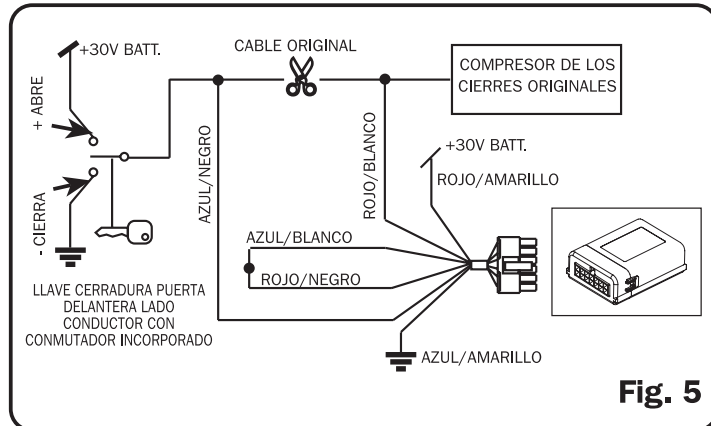 +30V BATT.
CABLE ORIGINAL
COMPRESOR DE LOS
CIERRES ORIGINALES
+ ABRE
- CIERRA
AZUL/NEGRO
ROJO/BLANCO
+30V BATT.
ROJO/AMARILLO
AZUL/BLANCO
ROJO/NEGRO
LLAVE CERRADURA PUERTA
DELANTERA LADO
CONDUCTOR CON
CONMUTADOR INCORPORADO
AZUL/AMARILLO
Fig. 5